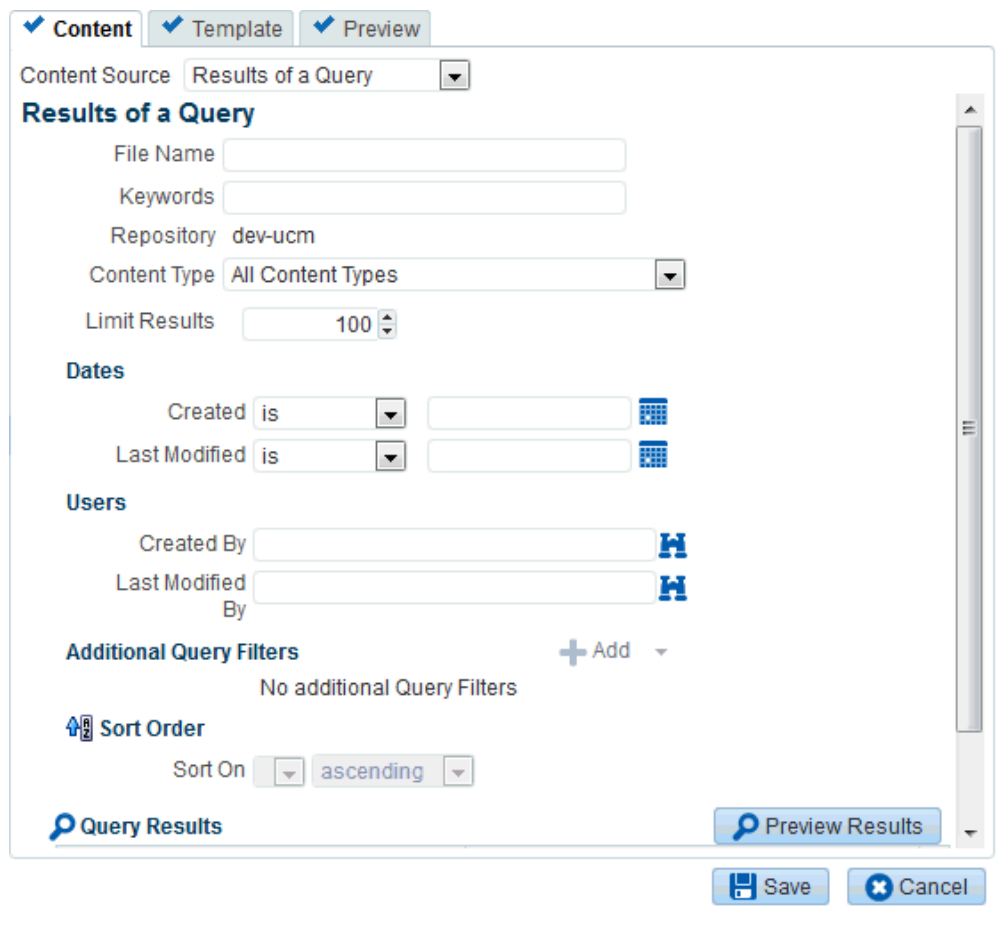 Content Template Preview
Content Source Results of a Query
Results of a Query
File Name
Keywords
Repository dev-ucm
Content Type All Content Types
Limit Results 100
Dates
Created is
Last Modified is
Users
Created By
Last Modified
By
Additional Query Filters Add
No additional Query Filters
Sort Order
Sort On ascending
Query Results Preview Results
Save Cancel